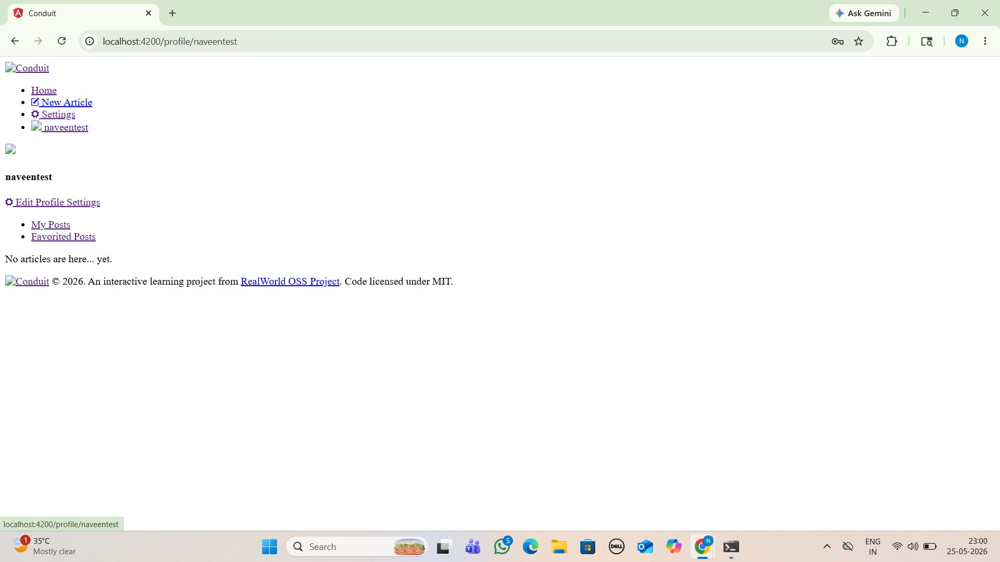 Conduit
Ask Gemini
localhost:4200/profile/naveentest
N
Conduit
Home
New Article
Settings
naveentest
naveentest
Edit Profile Settings
My Posts
Favorited Posts
No articles are here... yet.
Conduit © 2026. An interactive learning project from RealWorld OSS Project. Code licensed under MIT.
localhost:4200/profile/naveentest
1
35°C
Mostly clear
Search
T
5
DELL
O
N
ENG
IN
23:00
25-05-2026